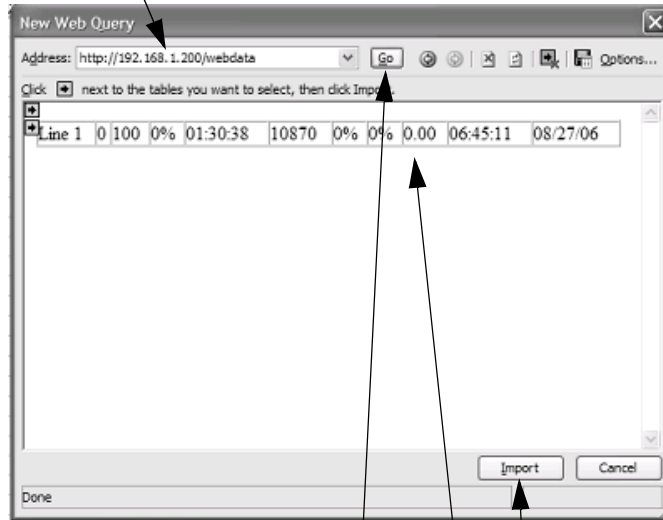 New Web Query
Address: http://192.168.1.200/webdata Go Options...
Click next to the tables you want to select, then click Import.
Line 1 0 100 0% 01:30:38 10870 0% 0% 0.00 06:45:11 08/27/06
Import Cancel
Done